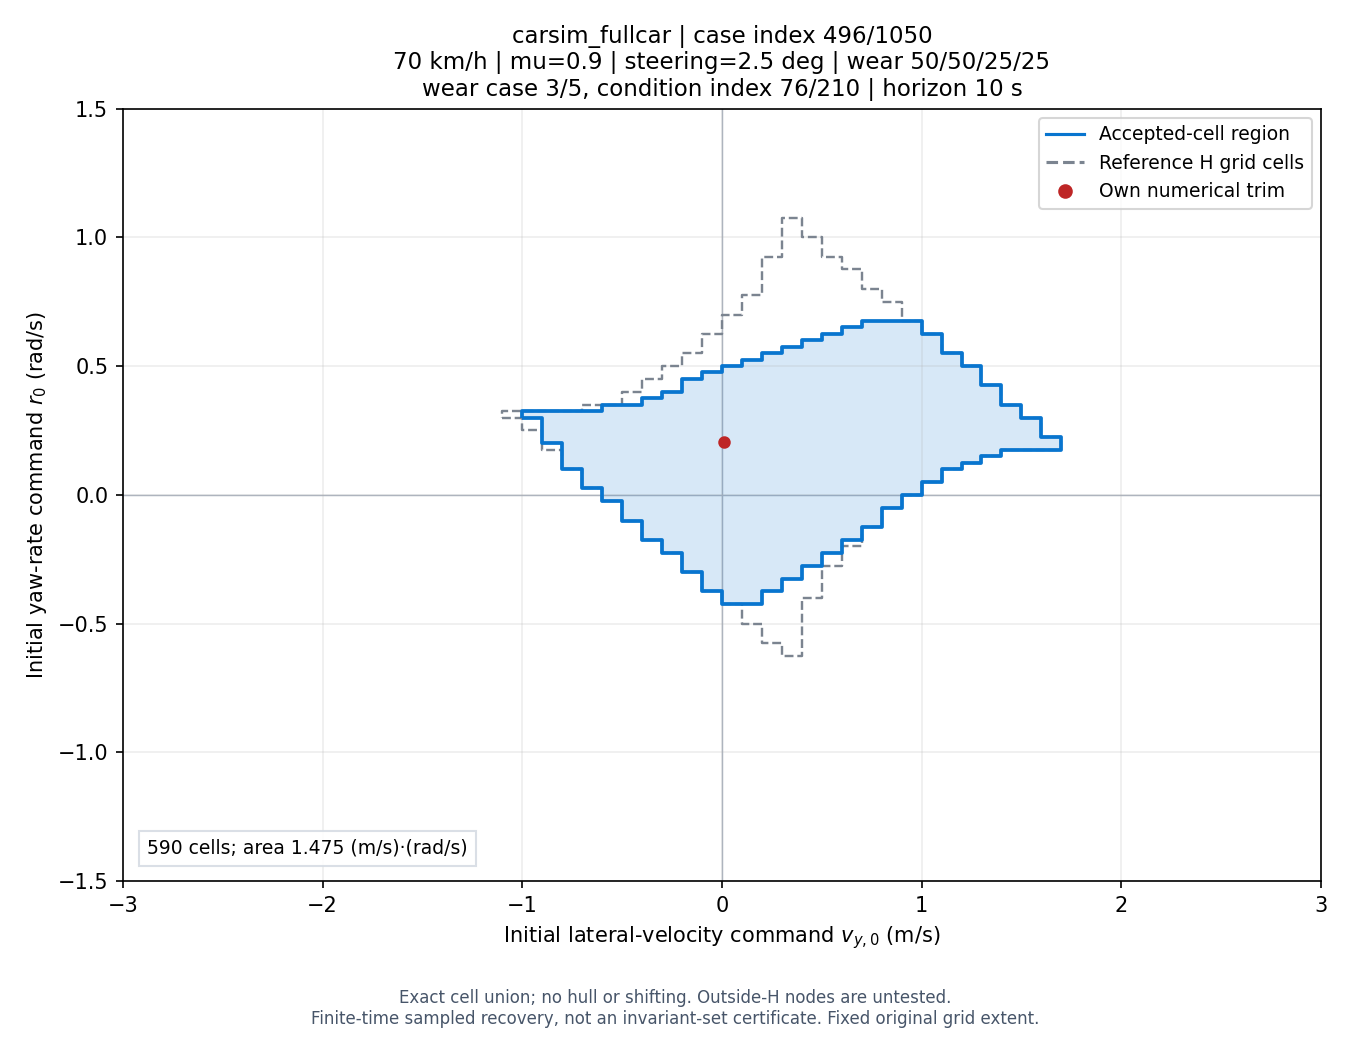 carsim_fullcar | case index 496/1050
70 km/h | mu=0.9 | steering=2.5 deg | wear 50/50/25/25
wear case 3/5, condition index 76/210 | horizon 10 s
Accepted-cell region
Reference H grid cells
Own numerical trim
1.5
1.0
0.5
0.0
−0.5
−1.0
−1.5
Initial yaw-rate command r0 (rad/s)
590 cells; area 1.475 (m/s)·(rad/s)
−3
−2
−1
0
1
2
3
Initial lateral-velocity command vy,0 (m/s)
Exact cell union; no hull or shifting. Outside-H nodes are untested.
Finite-time sampled recovery, not an invariant-set certificate. Fixed original grid extent.